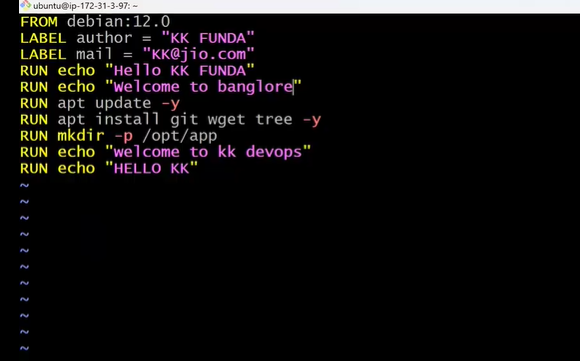 ubuntu@ip-172-31-3-97: ~
FROM debian:12.0
LABEL author = "KK FUNDA"
LABEL mail = "KK@jio.com"
RUN echo "Hello KK FUNDA"
RUN echo "Welcome to banglore"
RUN apt update -y
RUN apt install git wget tree -y
RUN mkdir -p /opt/app
RUN echo "welcome to kk devops"
RUN echo "HELLO KK"
~
~
~
~
~
~
~
~
~
~
~